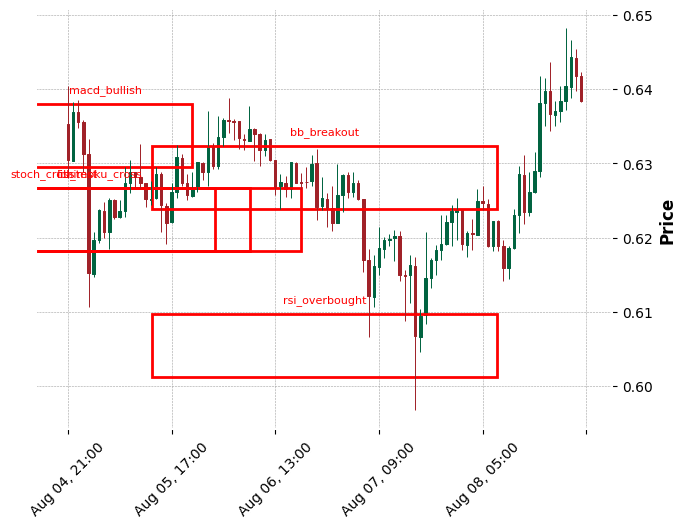 0.65
macd_bullish
0.64
bb_breakout
0.63
stoch_cross
0.62
Price
rsi_overbought
0.61
0.60
Aug 04, 21:00
Aug 05, 17:00
Aug 06, 13:00
Aug 07, 09:00
Aug 08, 05:00